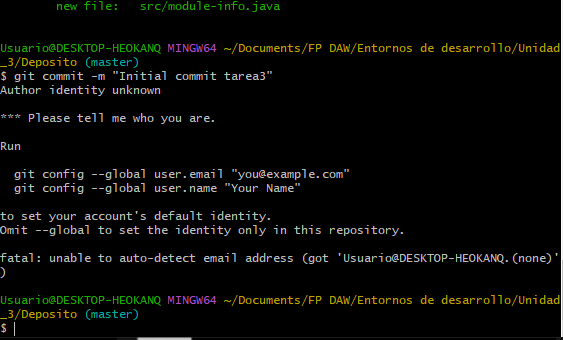 new file:   src/module-info.java
Usuario@DESKTOP-HEOKANQ MINGW64 ~/Documents/FP DAW/Entornos de desarrollo/Unidad
_3/Deposito (master)
$ git commit -m "Initial commit tarea3"
Author identity unknown
*** Please tell me who you are.
Run
git config --global user.email "you@example.com"
git config --global user.name "Your Name"
to set your account's default identity.
Omit --global to set the identity only in this repository.
fatal: unable to auto-detect email address (got 'Usuario@DESKTOP-HEOKANQ.(none)'
)
Usuario@DESKTOP-HEOKANQ MINGW64 ~/Documents/FP DAW/Entornos de desarrollo/Unidad
_3/Deposito (master)
$